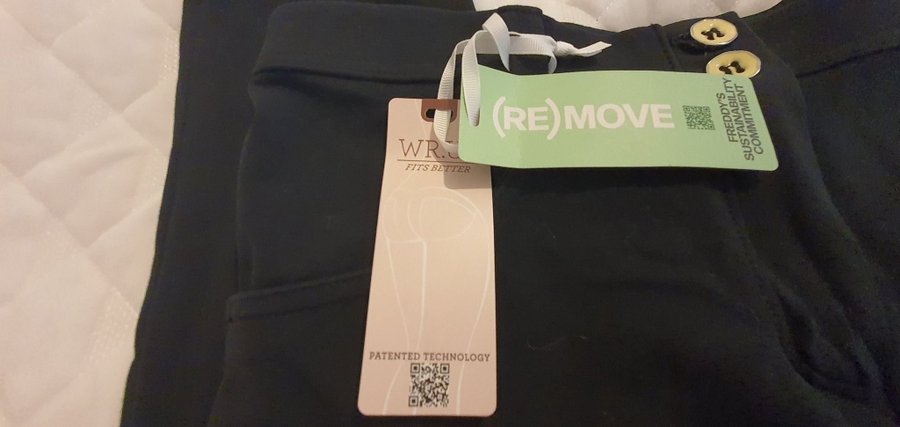 (RE)MOVE
FREDDY'S
SUSTAINABILITY
COMMITMENT
FITS BETTER
PATENTED TECHNOLOGY